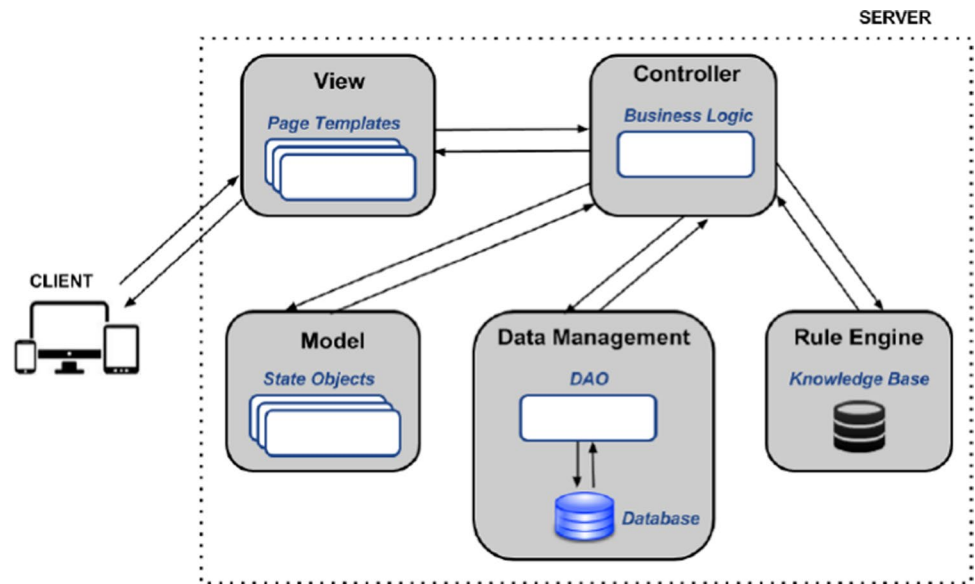 SERVER
View
Page Templates
Controller
Business Logic
CLIENT
Model
State Objects
Data Management
DAO
Database
Rule Engine
Knowledge Base